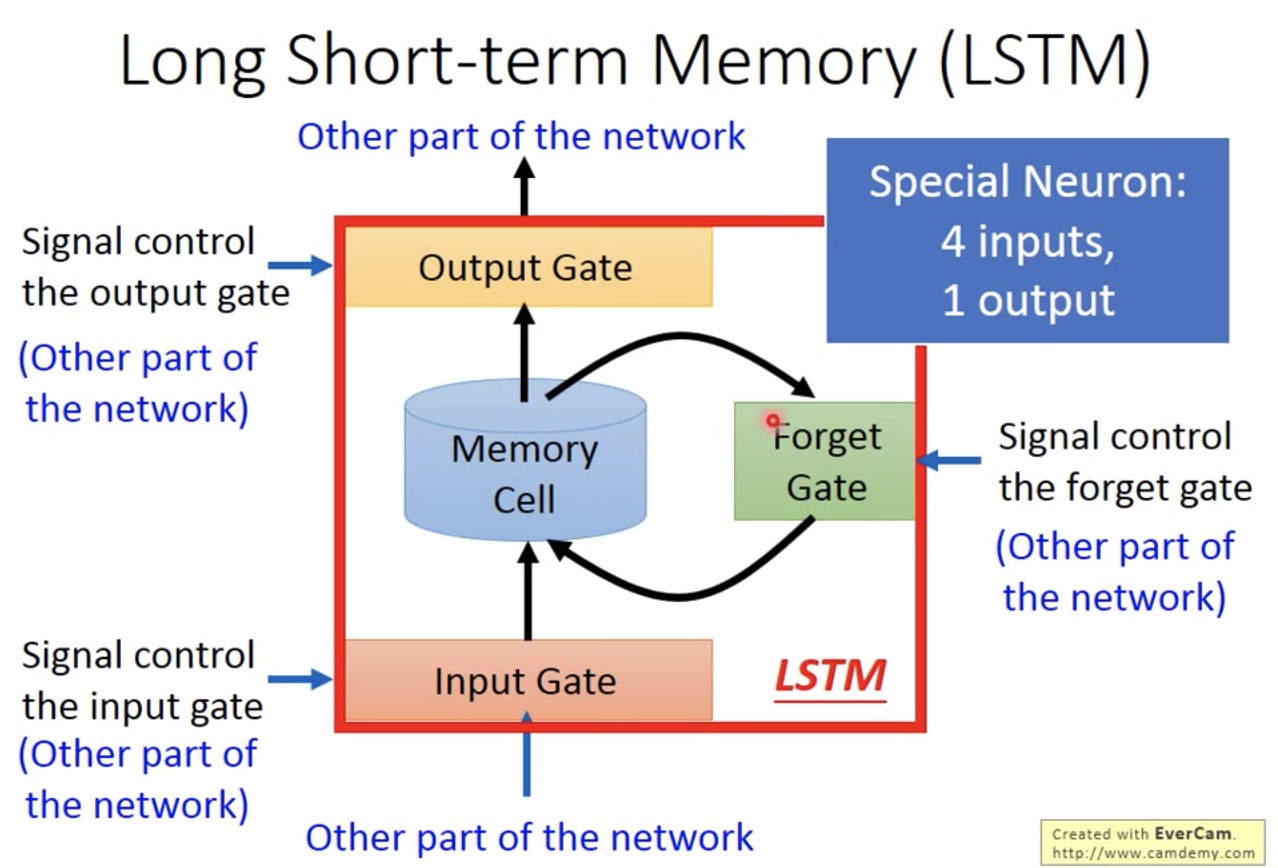 Long Short-term Memory (LSTM)
Other part of the network
Special Neuron:
4 inputs,
1 output
Signal control
the output gate
(Other part of
the network)
Output Gate
Memory
Cell
Forget
Gate
Signal control
the forget gate
(Other part of
the network)
Signal control
the input gate
(Other part of
the network)
Input Gate
LSTM
Other part of the network
Created with EverCam.
http://www.camdemy.com